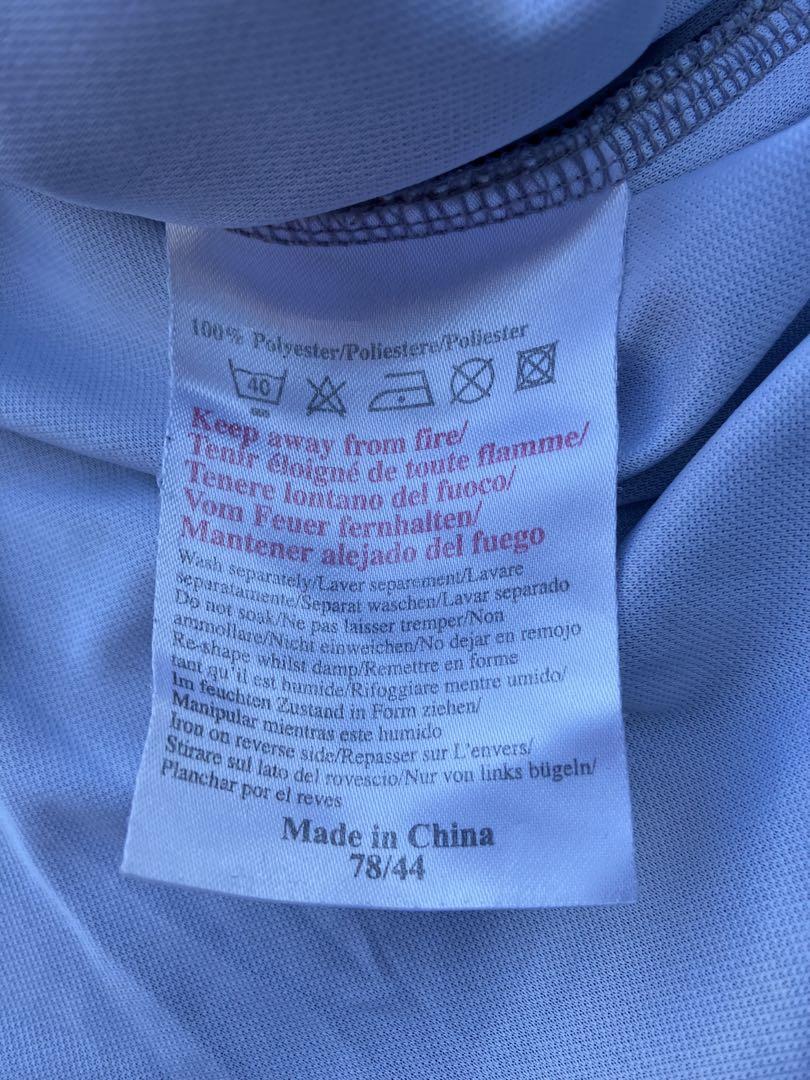 100% Polyester/Poliestere/Poliester
40
Keep away from fire/
Tenir éloigné de toute flamme/
Tenere lontano del fuoco/
Vom Feuer fernhalten/
Mantener alejado del fuego
Wash separately/Laver separement/Lavare
separatamente/Separat waschen/Lavar separado
Do not soak/Ne pas laisser tremper/Non
ammollare/Nicht einweichen/No dejar en remojo
Re-shape whilst damp/Remettre en forme
tant qu'il est humide/Rifoggiare mentre umido/
Im feuchten Zustand in Form ziehen/
Manipular mientras este humido
Iron on reverse side/Repasser sur L'envers/
Stirare sul lato del rovescio/Nur von links bügeln/
Planchar por el reves
Made in China
78/44